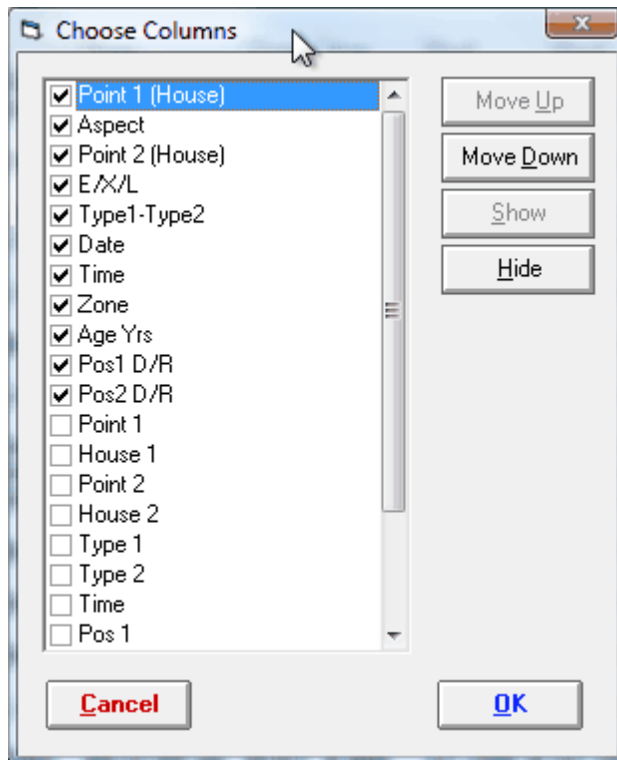 Choose Columns
Point 1 (House)
Aspect
Point 2 (House)
E/X/L
Type1-Type2
Date
Time
Zone
Age Yrs
Pos1 D/R
Pos2 D/R
Point 1
House 1
Point 2
House 2
Type 1
Type 2
Time
Pos 1
Move Up
Move Down
Show
Hide
Cancel
OK